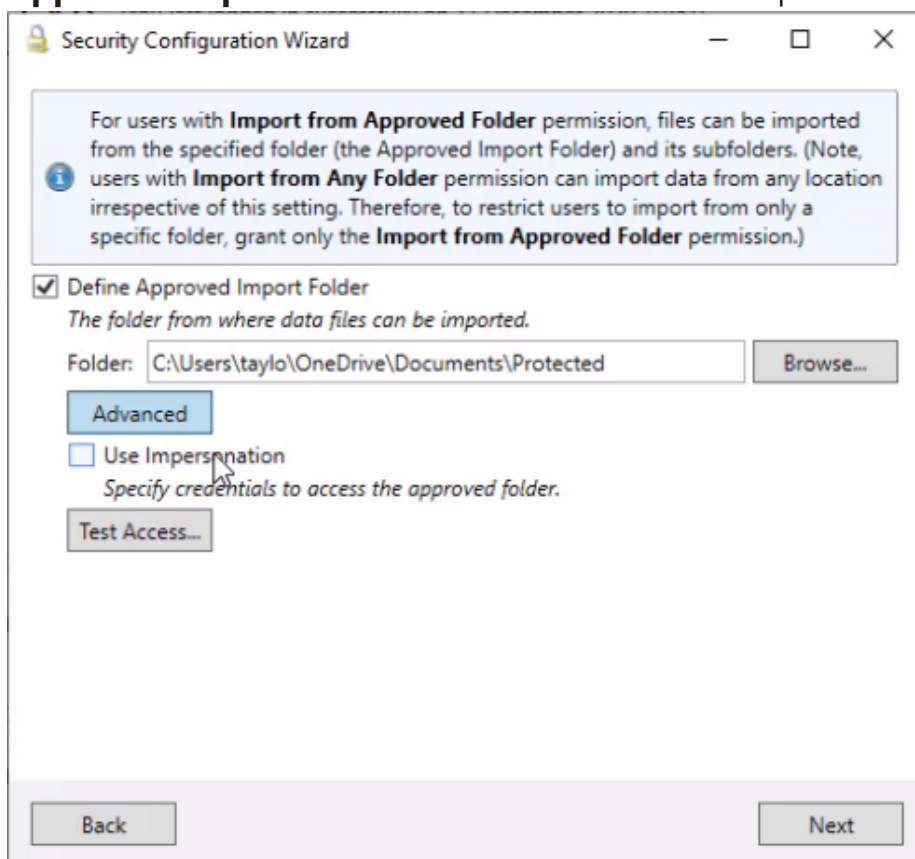 Security Configuration Wizard
For users with Import from Approved Folder permission, files can be imported
from the specified folder (the Approved Import Folder) and its subfolders. (Note,
users with Import from Any Folder permission can import data from any location
irrespective of this setting. Therefore, to restrict users to import from only a
specific folder, grant only the Import from Approved Folder permission.)
Define Approved Import Folder
The folder from where data files can be imported.
Folder: C:\Users\taylo\OneDrive\Documents\Protected Browse...
Advanced
Use Impersonation
Specify credentials to access the approved folder.
Test Access...
Back Next